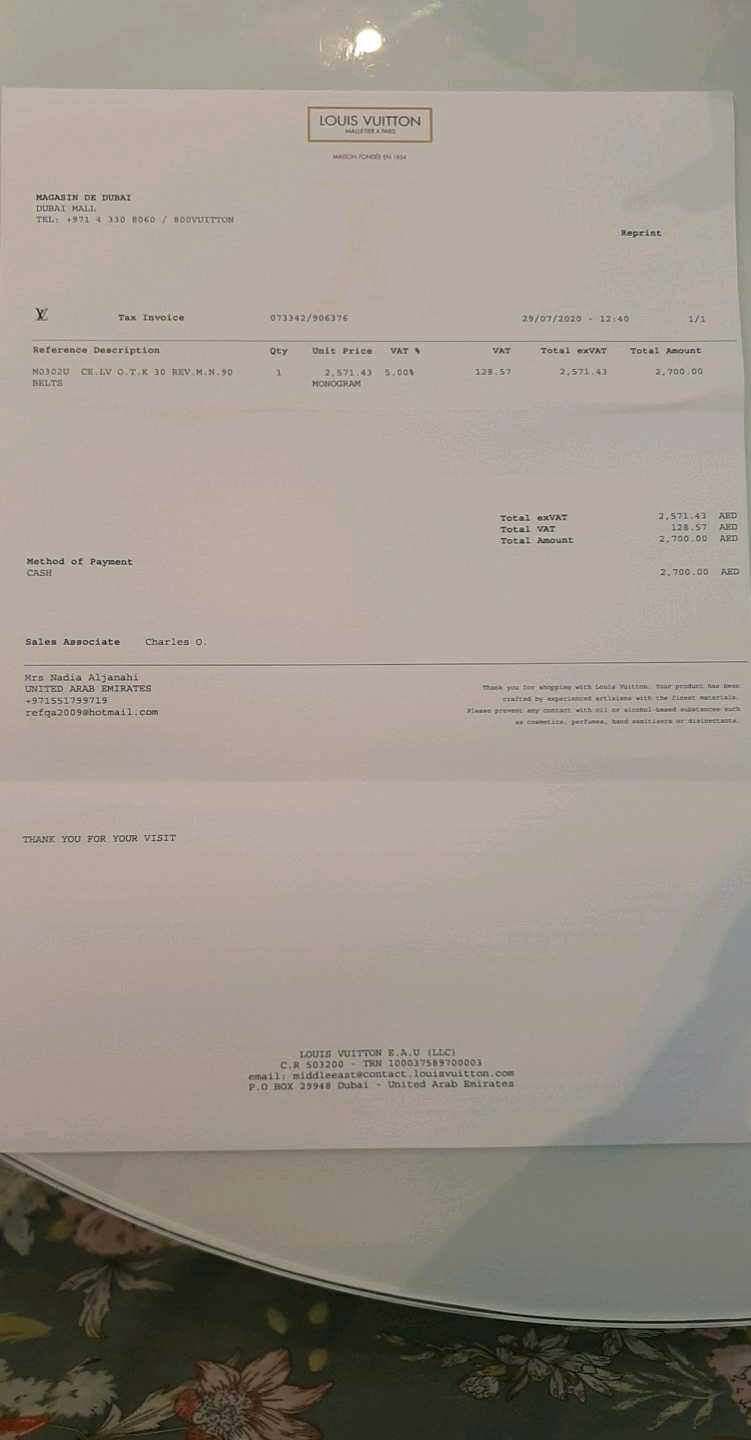 LOUIS VUITTON
MALLETIER A PARIS
MAISON FONDÉE EN 1854
MAGASIN DE DUBAI
DUBAI MALL
TEL: +971 4 330 8060 / 800VUITTON
Reprint
LV Tax Invoice 073342/906376 29/07/2020 - 12:40 1/1
Reference Description Qty Unit Price VAT % VAT Total exVAT Total Amount
M0302U CE.LV O.T.K 30 REV.M.N.90 1 2,571.43 5.00% 128.57 2,571.43 2,700.00
BELTS MONOGRAM
Total exVAT 2,571.43 AED
Total VAT 128.57 AED
Total Amount 2,700.00 AED
Method of Payment
CASH 2,700.00 AED
Sales Associate Charles O.
Mrs Nadia Aljanahi
UNITED ARAB EMIRATES
+971551799719
refqa2009@hotmail.com
Thank you for shopping with Louis Vuitton. Your product has been
crafted by experienced artisians with the finest materials.
Please prevent any contact with oil or alcohol-based substances such
as cosmetics, perfumes, hand sanitisers or disinectants.
THANK YOU FOR YOUR VISIT
LOUIS VUITTON E.A.U (LLC)
C.R 503200 - TRN 100037589700003
email: middleeast@contact.louisvuitton.com
P.O BOX 29948 Dubai - United Arab Emirates